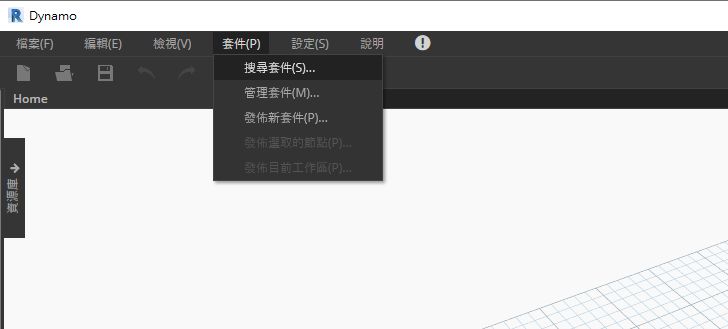 Dynamo
檔案(F) 編輯(E) 檢視(V) 套件(P) 設定(S) 說明
搜尋套件(S)...
管理套件(M)...
發佈新套件(P)...
發佈選取的節點(P)...
發佈目前工作區(P)...
Home
資源庫